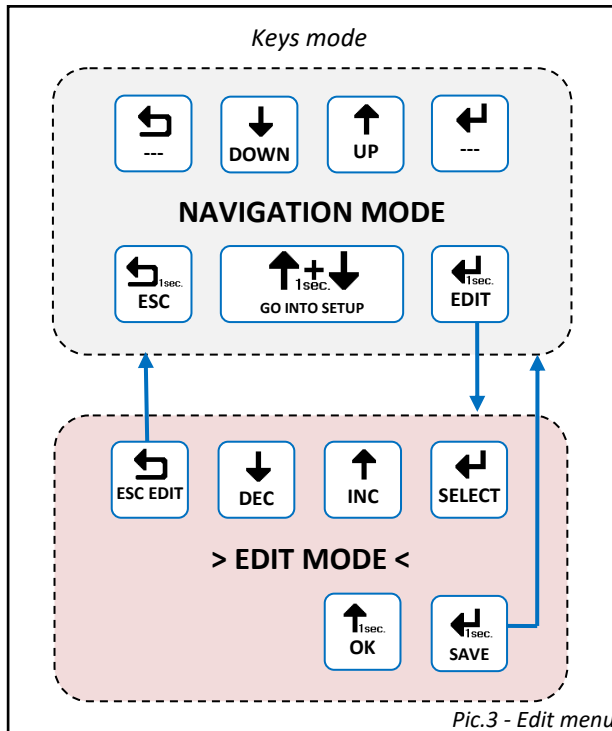 Keys mode
---
DOWN
UP
---
NAVIGATION MODE
1sec.
ESC
+
1sec.
GO INTO SETUP
1sec.
EDIT
ESC EDIT
DEC
INC
SELECT
> EDIT MODE <
1sec.
OK
1sec.
SAVE
Pic.3 - Edit menu